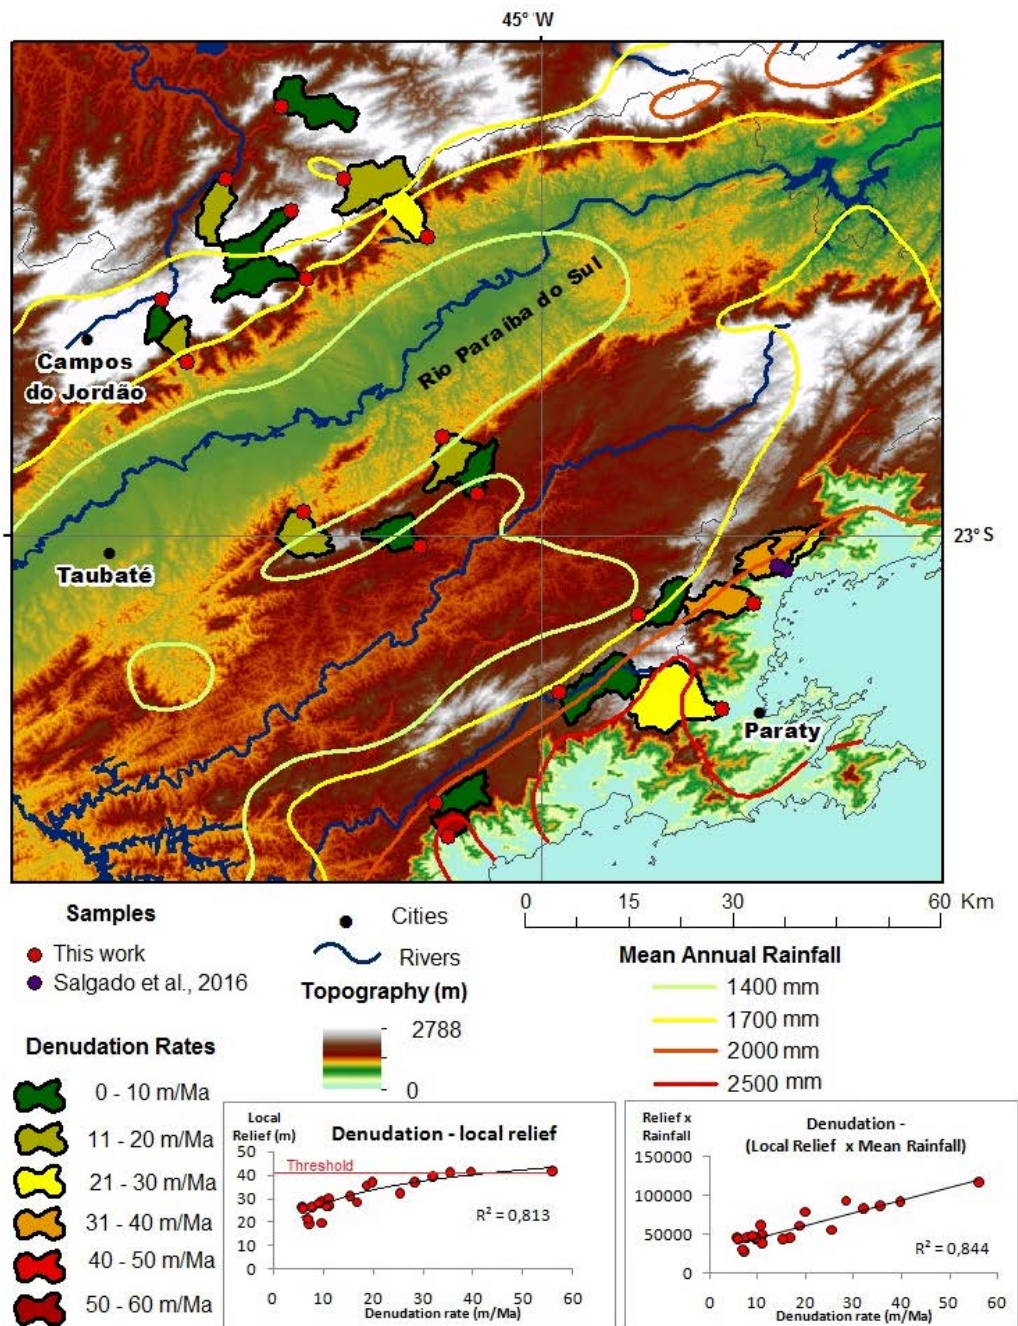 45° W
Rio Paraíba do Sul
Campos
do Jordão
23° S
Taubaté
Paraty
0 15 30 60 Km
Samples
This work
Salgado et al., 2016
Cities
Rivers
Topography (m)
2788
0
Mean Annual Rainfall
1400 mm
1700 mm
2000 mm
2500 mm
Denudation Rates
0 - 10 m/Ma
11 - 20 m/Ma
21 - 30 m/Ma
31 - 40 m/Ma
40 - 50 m/Ma
50 - 60 m/Ma
Local
Relief (m)
Denudation - local relief
50
Threshold
40
30
20
10
0
R² = 0,813
0 10 20 30 40 50 60
Denudation rate (m/Ma)
Relief x
Rainfall
Denudation -
(Local Relief x Mean Rainfall)
150000
100000
50000
0
R² = 0,844
0 10 20 30 40 50 60
Denudation rate (m/Ma)